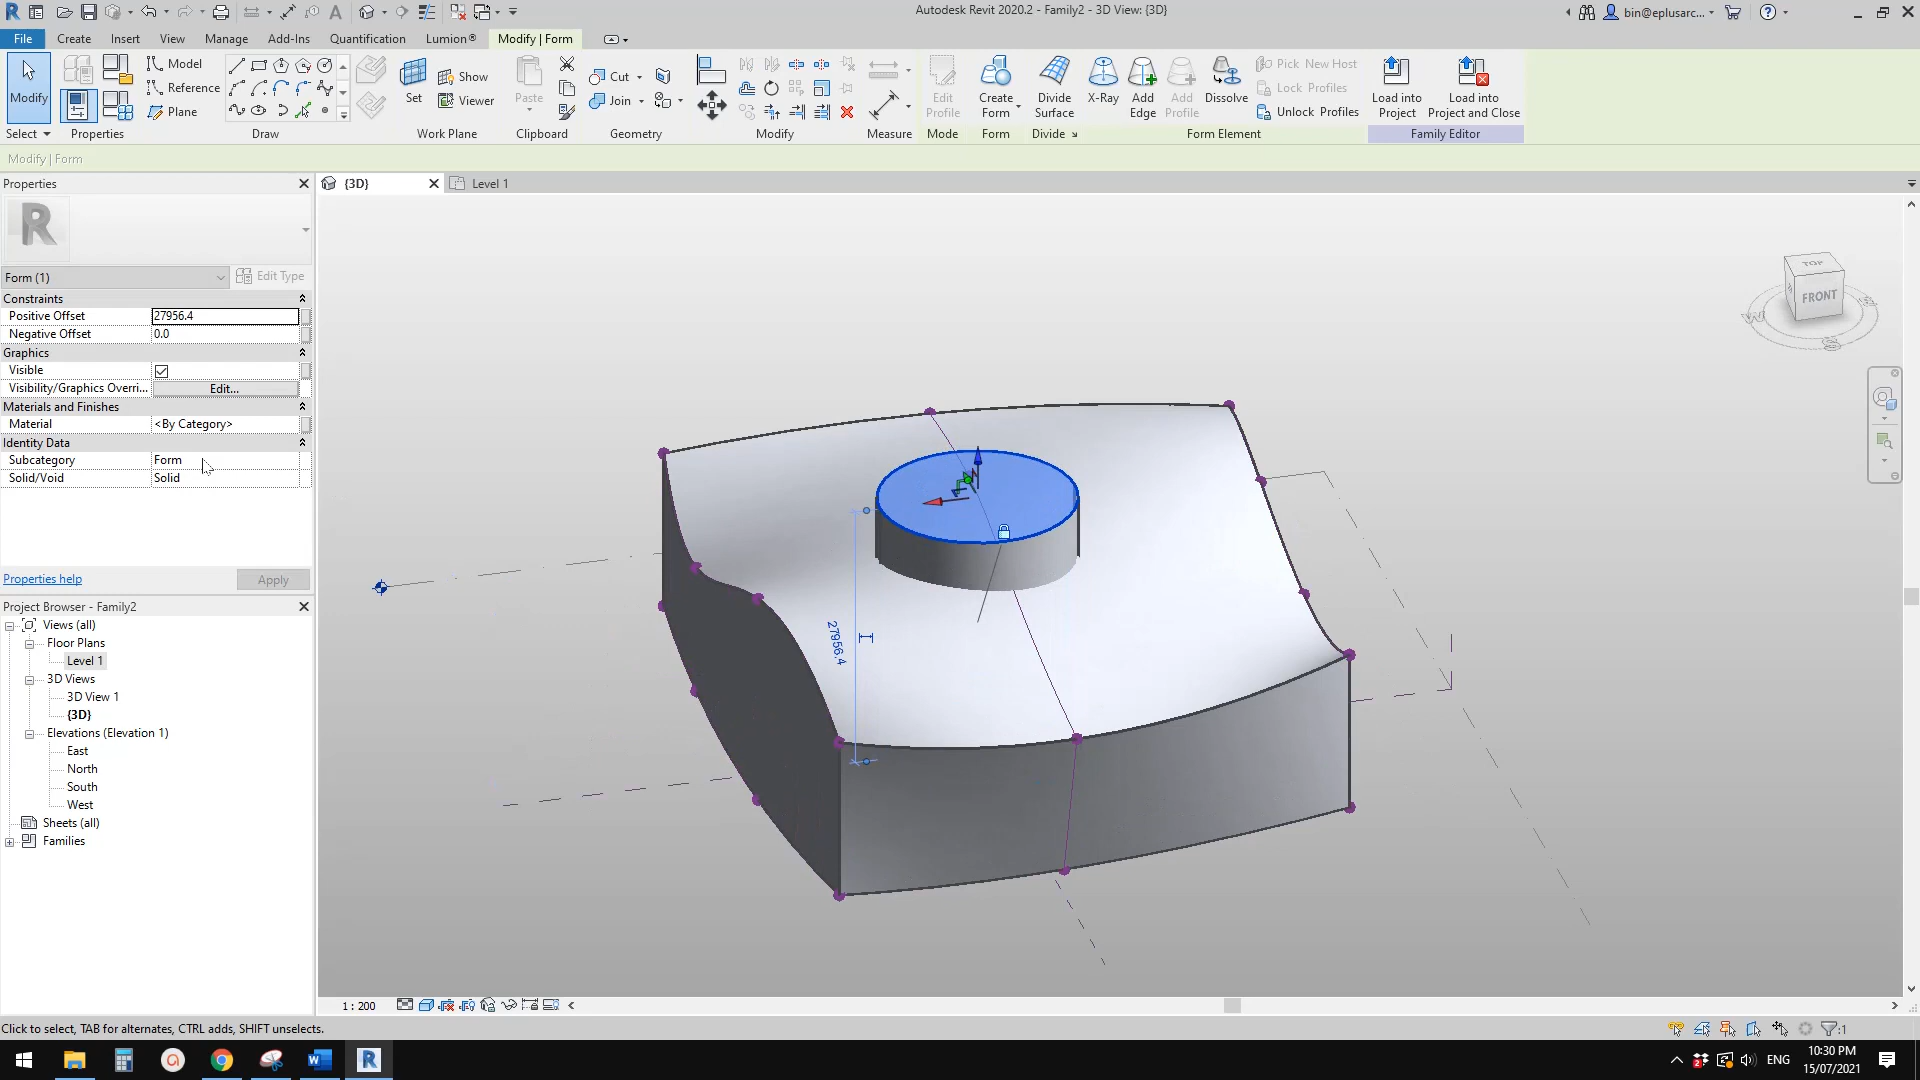 Autodesk Revit 2020.2 - Family2 - 3D View: {3D}
bin@eplusarc...
File Create Insert View Manage Add-Ins Quantification Lumion® Modify | Form
Modify
Select
Properties
Model
Reference
Plane
Draw
Set
Show
Viewer
Work Plane
Paste
Clipboard
Cut
Join
Geometry
Modify
Measure
Edit Profile
Mode
Create Form
Form
Divide Surface
Divide
X-Ray
Add Edge
Add Profile
Dissolve
Pick New Host
Lock Profiles
Unlock Profiles
Form Element
Load into Project
Load into Project and Close
Family Editor
Modify | Form
Properties
{3D}
Level 1
R
Form (1)
Edit Type
Constraints
Positive Offset 27956.4
Negative Offset 0.0
Graphics
Visible
Visibility/Graphics Overri... Edit...
Materials and Finishes
Material <By Category>
Identity Data
Subcategory Form
Solid/Void Solid
Properties help
Apply
Project Browser - Family2
Views (all)
Floor Plans
Level 1
3D Views
3D View 1
{3D}
Elevations (Elevation 1)
East
North
South
West
Sheets (all)
Families
27956.4
TOP
FRONT
W
S
1 : 200
Click to select, TAB for alternates, CTRL adds, SHIFT unselects.
:1
ENG
10:30 PM
15/07/2021